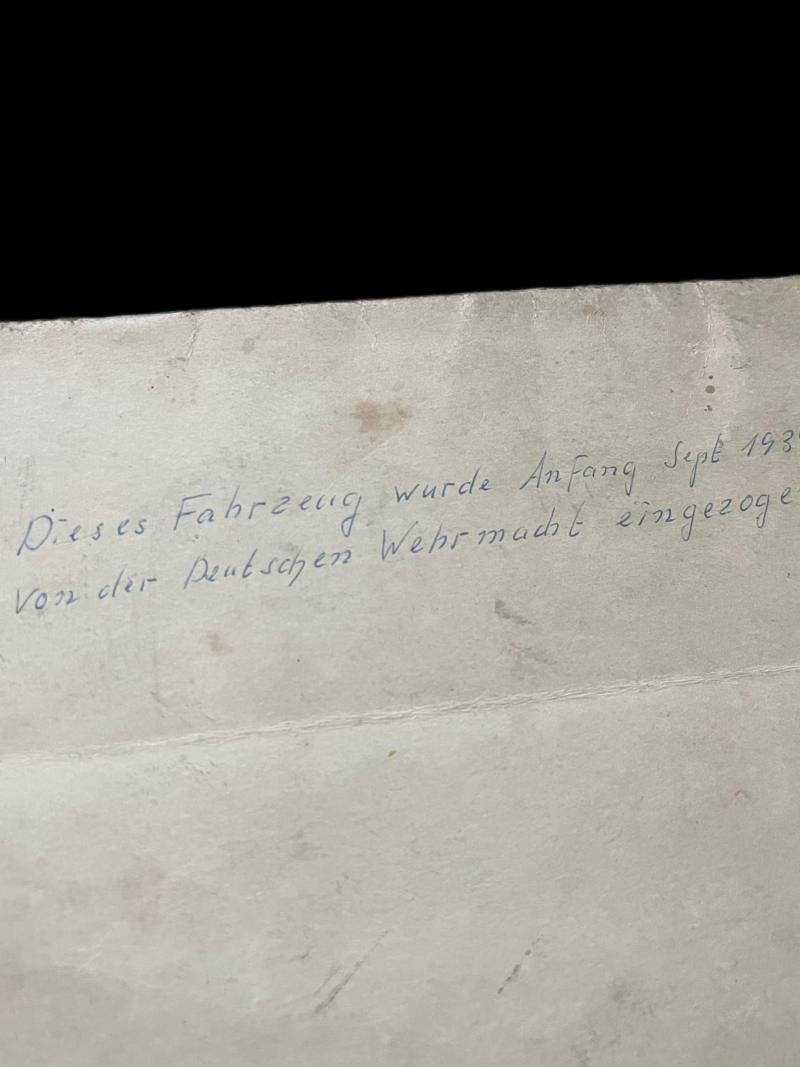 Dieses Fahrzeug wurde Anfang Sept 193
von der Deutschen Wehrmacht eingezoge